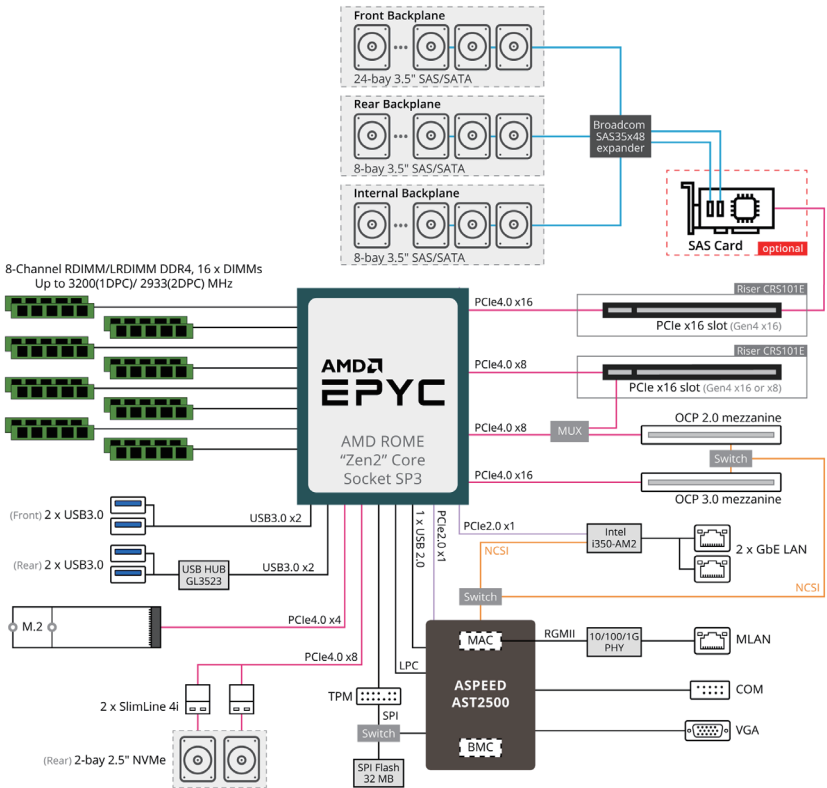 Front Backplane
24-bay 3.5" SAS/SATA
Rear Backplane
8-bay 3.5" SAS/SATA
Internal Backplane
8-bay 3.5" SAS/SATA
Broadcom
SAS35x48
expander
SAS Card
optional
8-Channel RDIMM/LRDIMM DDR4, 16 x DIMMs
Up to 3200(1DPC)/ 2933(2DPC) MHz
AMD
EPYC
AMD ROME
“Zen2” Core
Socket SP3
PCIe4.0 x16
Riser CRS101E
PCIe x16 slot (Gen4 x16)
PCIe4.0 x8
Riser CRS101E
PCIe x16 slot (Gen4 x16 or x8)
PCIe4.0 x8
MUX
OCP 2.0 mezzanine
Switch
PCIe4.0 x16
OCP 3.0 mezzanine
(Front) 2 x USB3.0
USB3.0 x2
(Rear) 2 x USB3.0
USB HUB
GL3523
USB3.0 x2
1 x USB 2.0
PCIe2.0 x1
PCIe2.0 x1
NCSI
Intel
i350-AM2
2 x GbE LAN
NCSI
Switch
M.2
PCIe4.0 x4
PCIe4.0 x8
2 x SlimLine 4i
(Rear) 2-bay 2.5" NVMe
LPC
TPM
SPI
Switch
SPI Flash
32 MB
MAC
ASPEED
AST2500
BMC
RGMII
10/100/1G
PHY
MLAN
COM
VGA